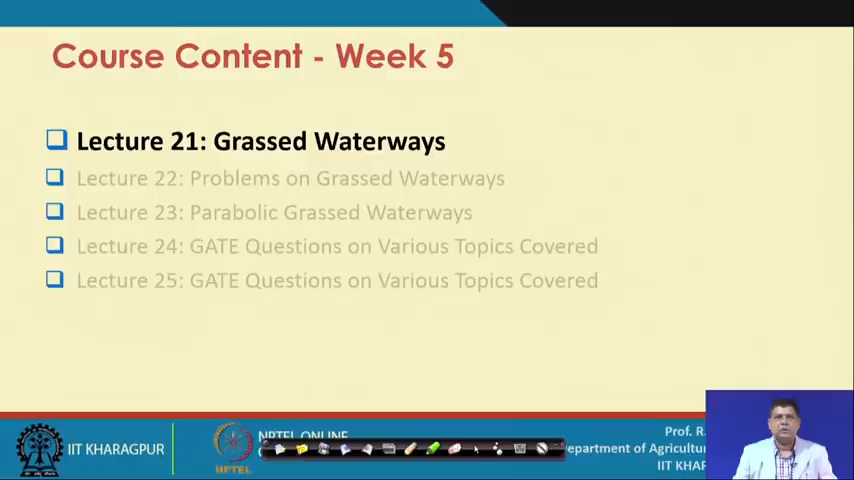 Course Content - Week 5
Lecture 21: Grassed Waterways
Lecture 22: Problems on Grassed Waterways
Lecture 23: Parabolic Grassed Waterways
Lecture 24: GATE Questions on Various Topics Covered
Lecture 25: GATE Questions on Various Topics Covered
IIT KHARAGPUR
NPTEL
NPTEL ONLINE
Prof. R.
epartment of Agricultur
IIT KHAR